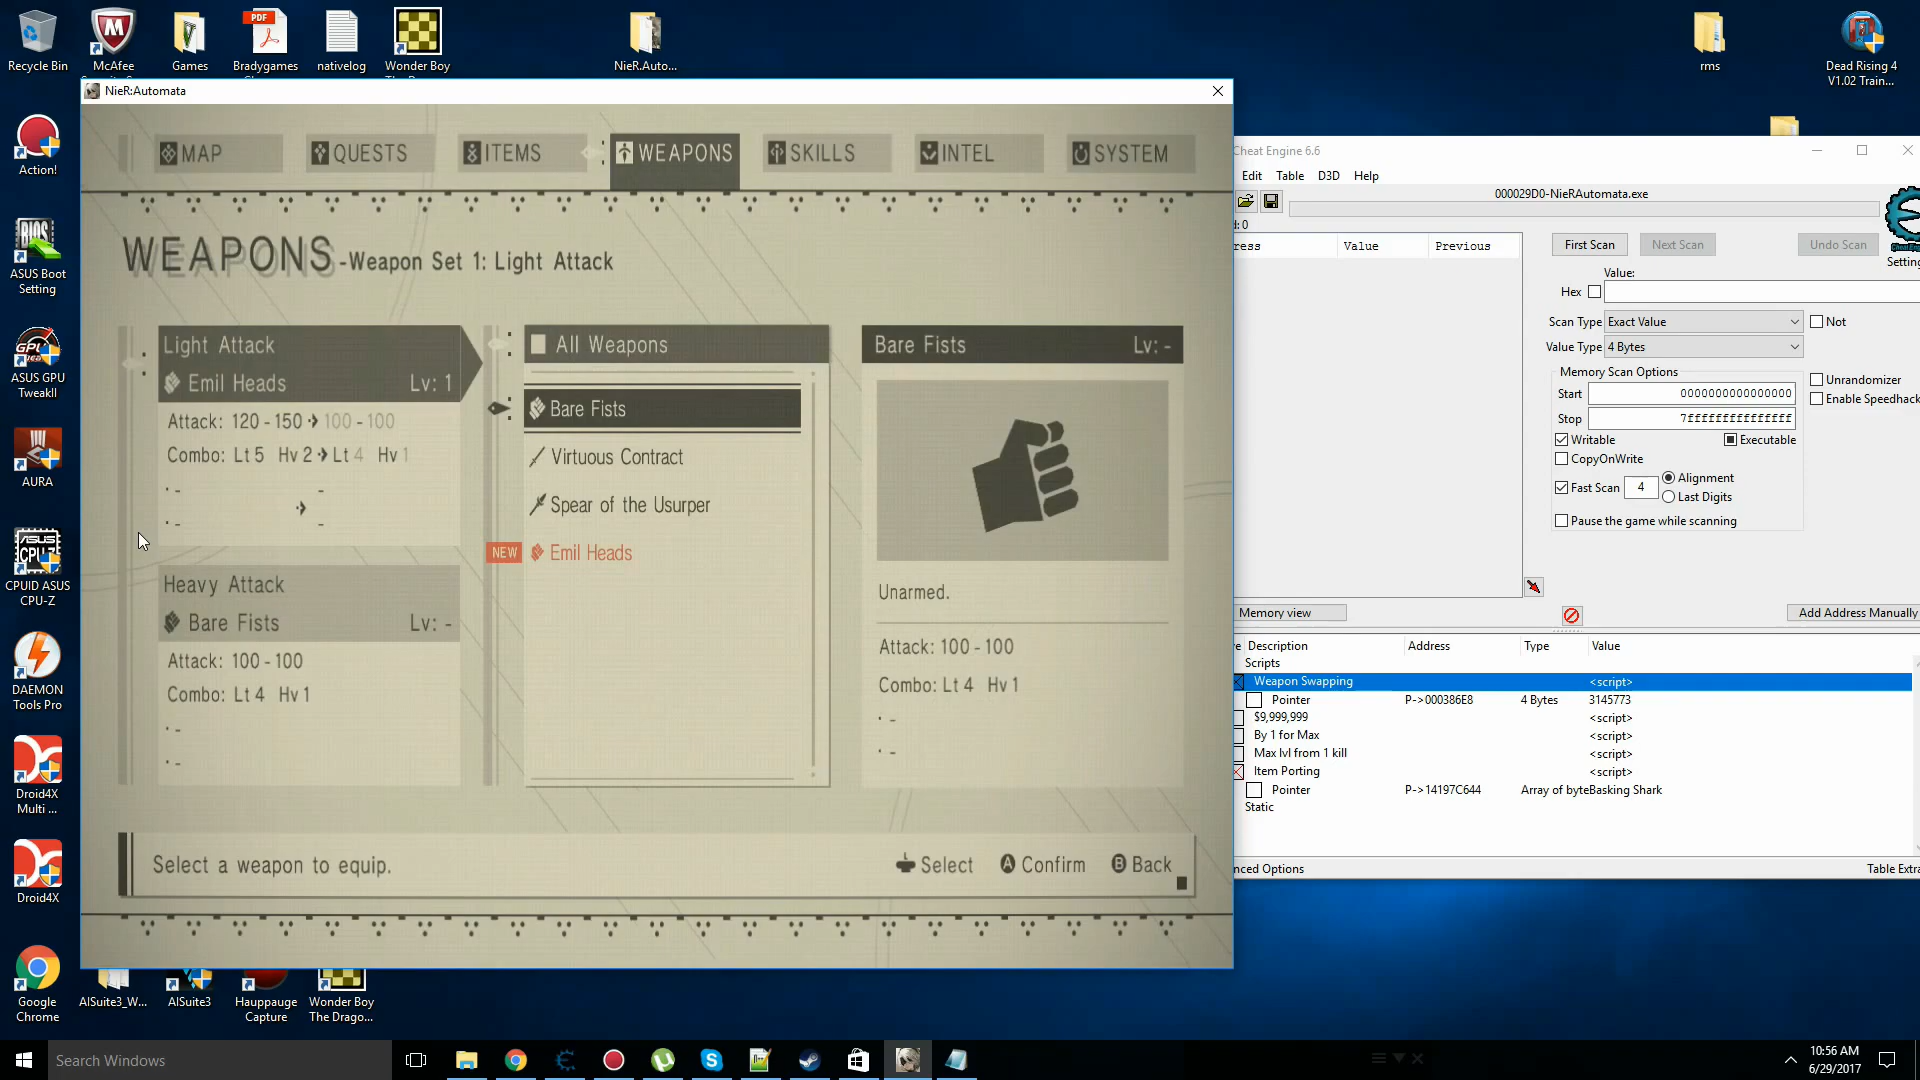 Recycle Bin
McAfee
Games
PDF
Bradygames
nativelog
Wonder Boy
NieR.Auto...
rms
Dead Rising 4
V1.02 Train...
Action!
BIOS
ASUS Boot
Setting
ASUS GPU
TweakII
AURA
ASUS
CPU-Z
CPUID ASUS
CPU-Z
DAEMON
Tools Pro
Droid4X
Multi ...
Droid4X
Google
Chrome
AISuite3_W...
AISuite3
Hauppauge
Capture
Wonder Boy
The Drago...
NieR:Automata
MAP
QUESTS
ITEMS
WEAPONS
SKILLS
INTEL
SYSTEM
WEAPONS -Weapon Set 1: Light Attack
Light Attack
Emil Heads Lv: 1
Attack: 120 - 150 100 - 100
Combo: Lt 5 Hv 2 Lt 4 Hv 1
Heavy Attack
Bare Fists Lv: -
Attack: 100 - 100
Combo: Lt 4 Hv 1
All Weapons
Bare Fists
Virtuous Contract
Spear of the Usurper
NEW Emil Heads
Bare Fists Lv: -
Unarmed.
Attack: 100 - 100
Combo: Lt 4 Hv 1
Select a weapon to equip.
Select A Confirm B Back
Cheat Engine 6.6
Edit Table D3D Help
000029D0-NieRAutomata.exe
d: 0
ress Value Previous
First Scan Next Scan Undo Scan
Setting
Value:
Hex
Scan Type Exact Value Not
Value Type 4 Bytes
Memory Scan Options
Start 0000000000000000
Stop 7fffffffffffffff
Unrandomizer
Enable Speedhack
Writable Executable
CopyOnWrite
Fast Scan 4 Alignment
Last Digits
Pause the game while scanning
Memory view Add Address Manually
ve Description Address Type Value
Scripts
Weapon Swapping <script>
Pointer P->000386E8 4 Bytes 3145773
$9,999,999 <script>
By 1 for Max <script>
Max lvl from 1 kill <script>
Item Porting <script>
Pointer P->14197C644 Array of byteBasking Shark
Static
nced Options Table Extra
Search Windows
10:56 AM
6/29/2017